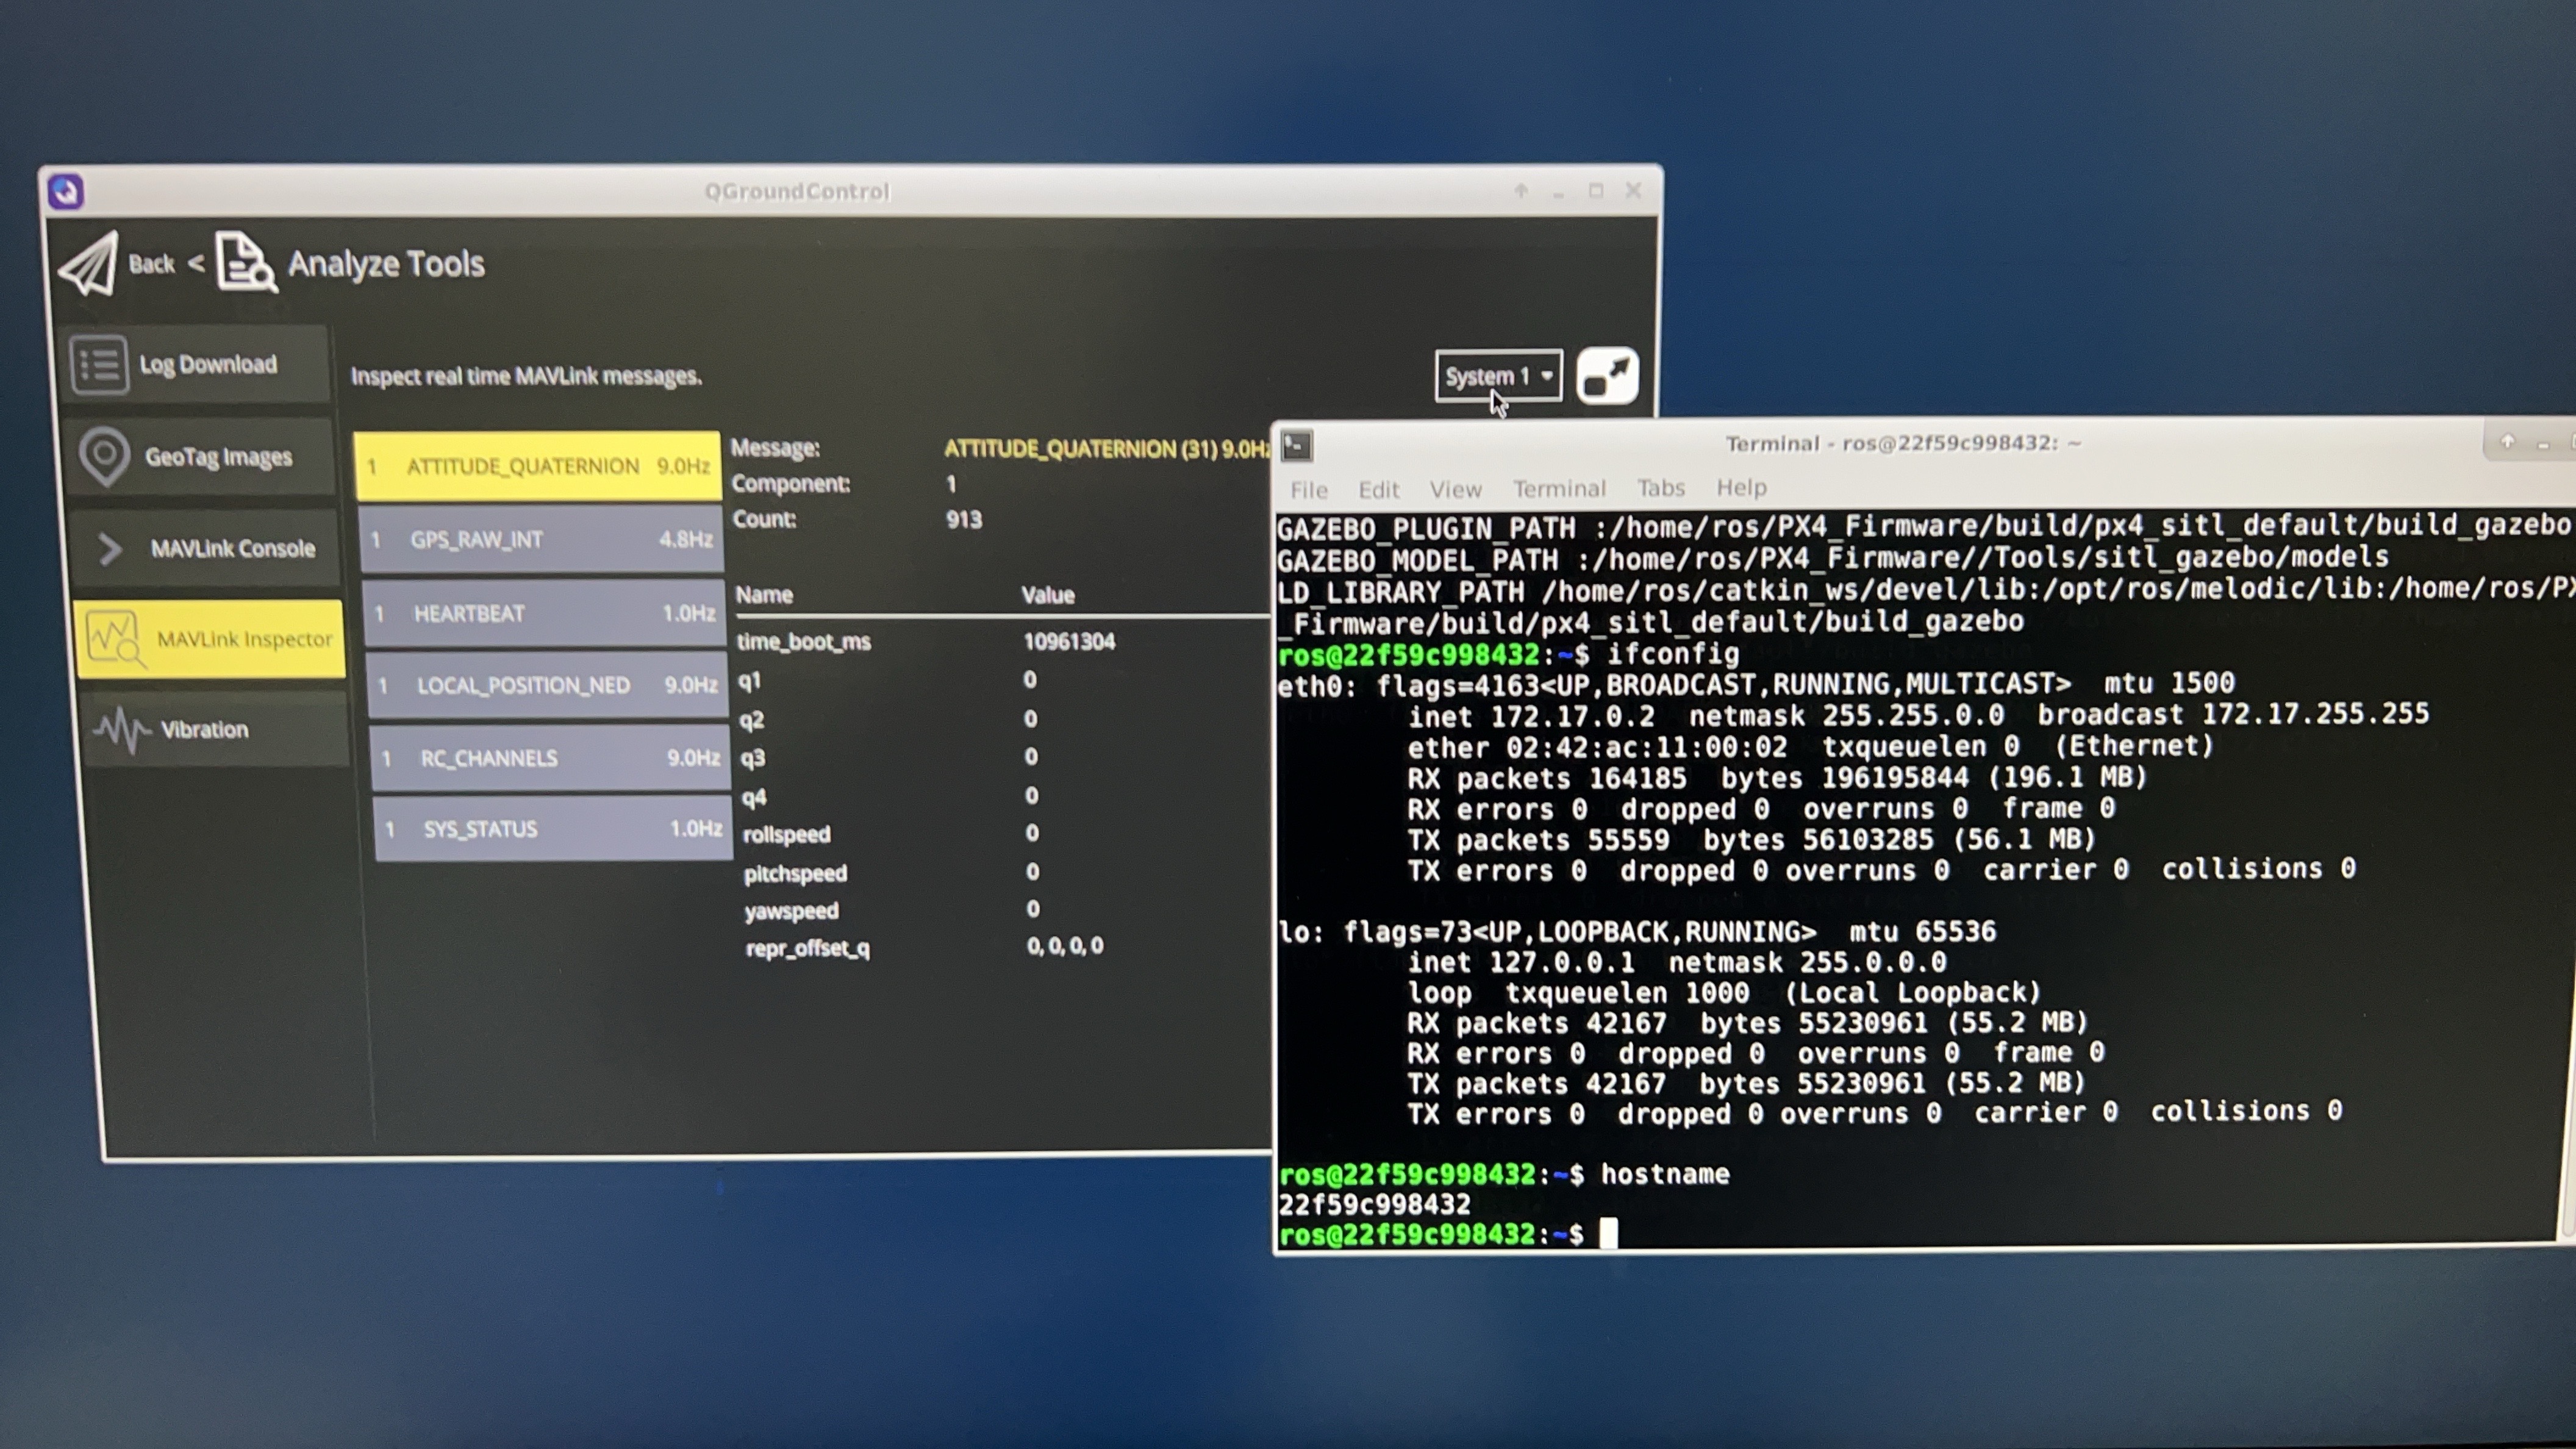 QGroundControl
Back < Analyze Tools
Log Download
GeoTag Images
MAVLink Console
MAVLink Inspector
Vibration
Inspect real time MAVLink messages.
System 1
1 ATTITUDE_QUATERNION 9.0Hz
1 GPS_RAW_INT 4.8Hz
1 HEARTBEAT 1.0Hz
1 LOCAL_POSITION_NED 9.0Hz
1 RC_CHANNELS 9.0Hz
1 SYS_STATUS 1.0Hz
Message: ATTITUDE_QUATERNION (31) 9.0Hz
Component: 1
Count: 913
Name Value
time_boot_ms 10961304
q1 0
q2 0
q3 0
q4 0
rollspeed 0
pitchspeed 0
yawspeed 0
repr_offset_q 0, 0, 0, 0
Terminal - ros@22f59c998432: ~
File Edit View Terminal Tabs Help
GAZEBO_PLUGIN_PATH :/home/ros/PX4_Firmware/build/px4_sitl_default/build_gazebo
GAZEBO_MODEL_PATH :/home/ros/PX4_Firmware//Tools/sitl_gazebo/models
LD_LIBRARY_PATH /home/ros/catkin_ws/devel/lib:/opt/ros/melodic/lib:/home/ros/PX
_Firmware/build/px4_sitl_default/build_gazebo
ros@22f59c998432:~$ ifconfig
eth0: flags=4163<UP,BROADCAST,RUNNING,MULTICAST> mtu 1500
inet 172.17.0.2 netmask 255.255.0.0 broadcast 172.17.255.255
ether 02:42:ac:11:00:02 txqueuelen 0 (Ethernet)
RX packets 164185 bytes 196195844 (196.1 MB)
RX errors 0 dropped 0 overruns 0 frame 0
TX packets 55559 bytes 56103285 (56.1 MB)
TX errors 0 dropped 0 overruns 0 carrier 0 collisions 0
lo: flags=73<UP,LOOPBACK,RUNNING> mtu 65536
inet 127.0.0.1 netmask 255.0.0.0
loop txqueuelen 1000 (Local Loopback)
RX packets 42167 bytes 55230961 (55.2 MB)
RX errors 0 dropped 0 overruns 0 frame 0
TX packets 42167 bytes 55230961 (55.2 MB)
TX errors 0 dropped 0 overruns 0 carrier 0 collisions 0
ros@22f59c998432:~$ hostname
22f59c998432
ros@22f59c998432:~$